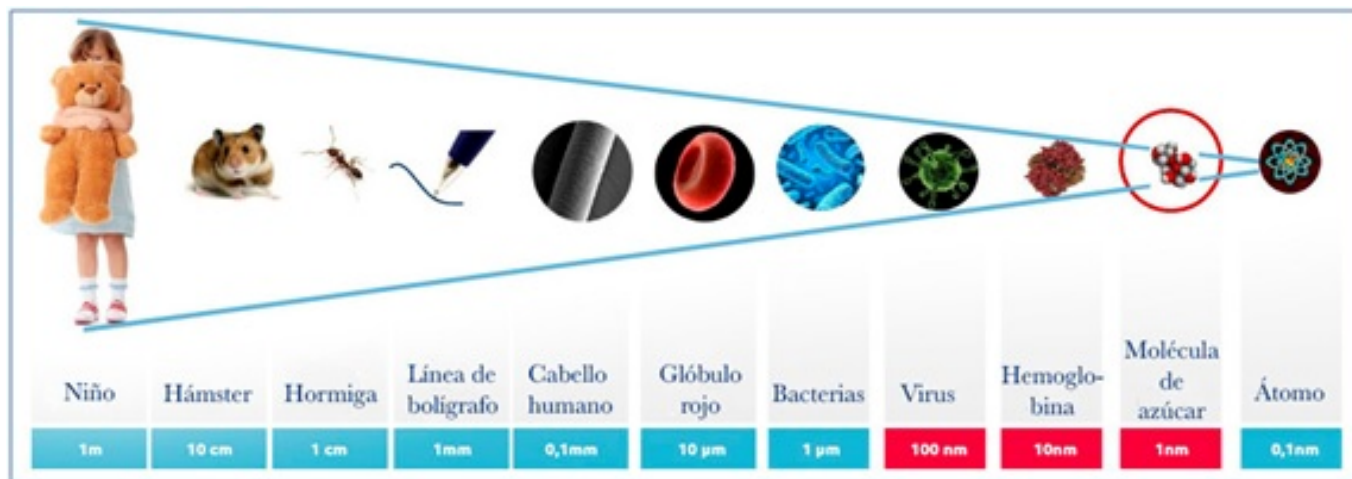 Niño
1m
Hámster
10 cm
Hormiga
1 cm
Línea de
bolígrafo
1mm
Cabello
humano
0,1mm
Glóbulo
rojo
10 µm
Bacterias
1 µm
Virus
100 nm
Hemoglo-
bina
10nm
Molécula
de
azúcar
1nm
Átomo
0,1nm